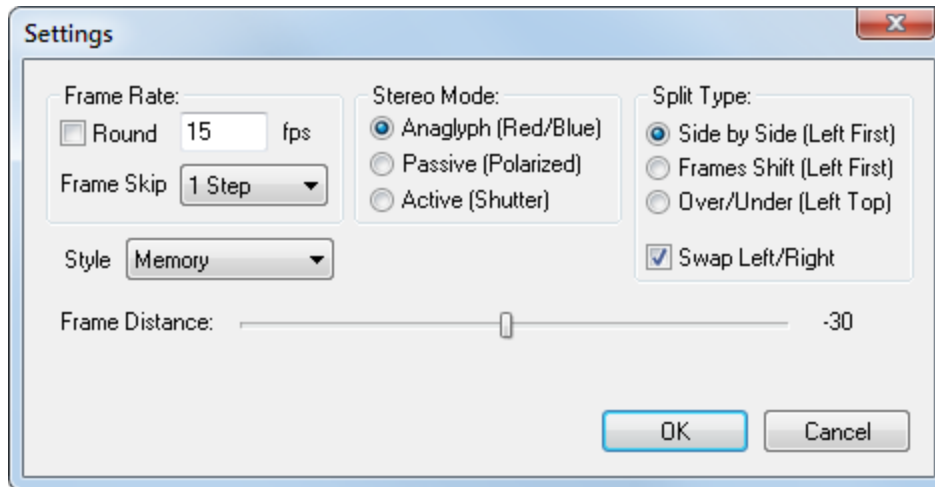 Settings
Frame Rate:
Round 15 fps
Frame Skip 1 Step
Style Memory
Stereo Mode:
Anaglyph (Red/Blue)
Passive (Polarized)
Active (Shutter)
Split Type:
Side by Side (Left First)
Frames Shift (Left First)
Over/Under (Left Top)
Swap Left/Right
Frame Distance: -30
OK Cancel